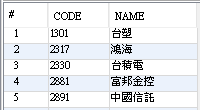 # CODE NAME
1 1301 台塑
2 2317 鴻海
3 2330 台積電
4 2881 富邦金控
5 2891 中國信託